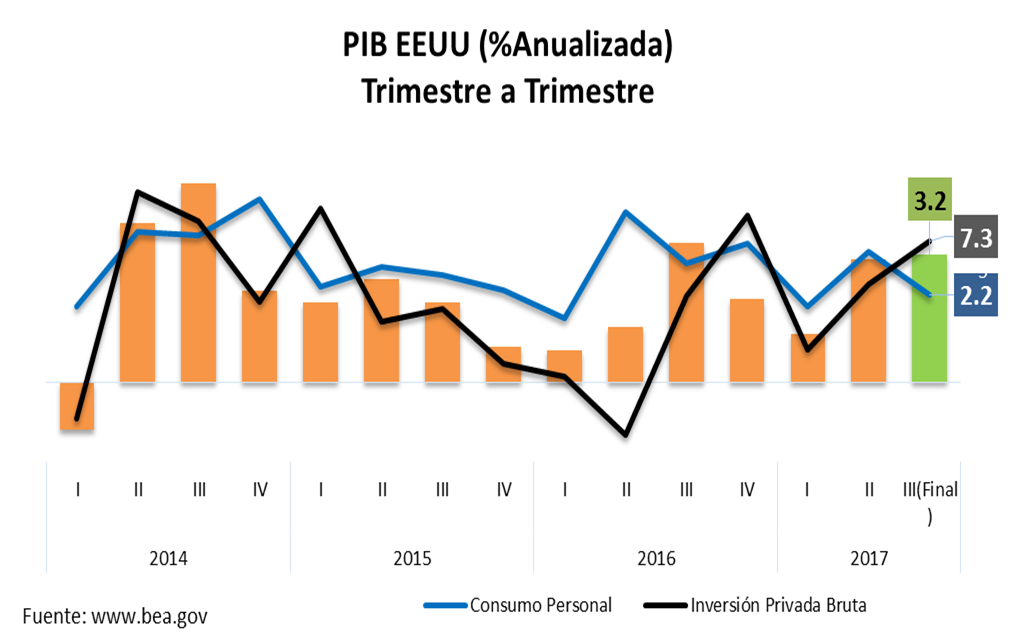 PIB EEUU (%Anualizada)
Trimestre a Trimestre
3.2
7.3
2.2
I II III IV I II III IV I II III IV I II III(Final
)
2014 2015 2016 2017
Consumo Personal Inversión Privada Bruta
Fuente: www.bea.gov